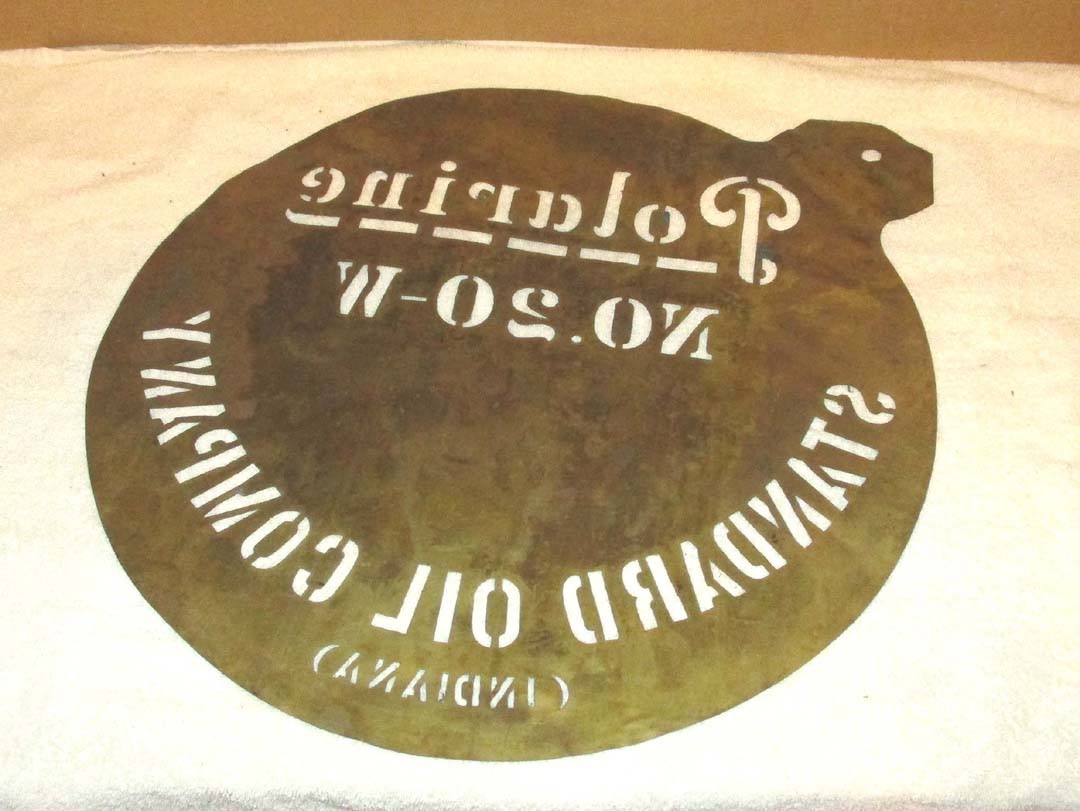 Polarine
NO.20-W
STANDARD OIL COMPANY
(INDIANA)